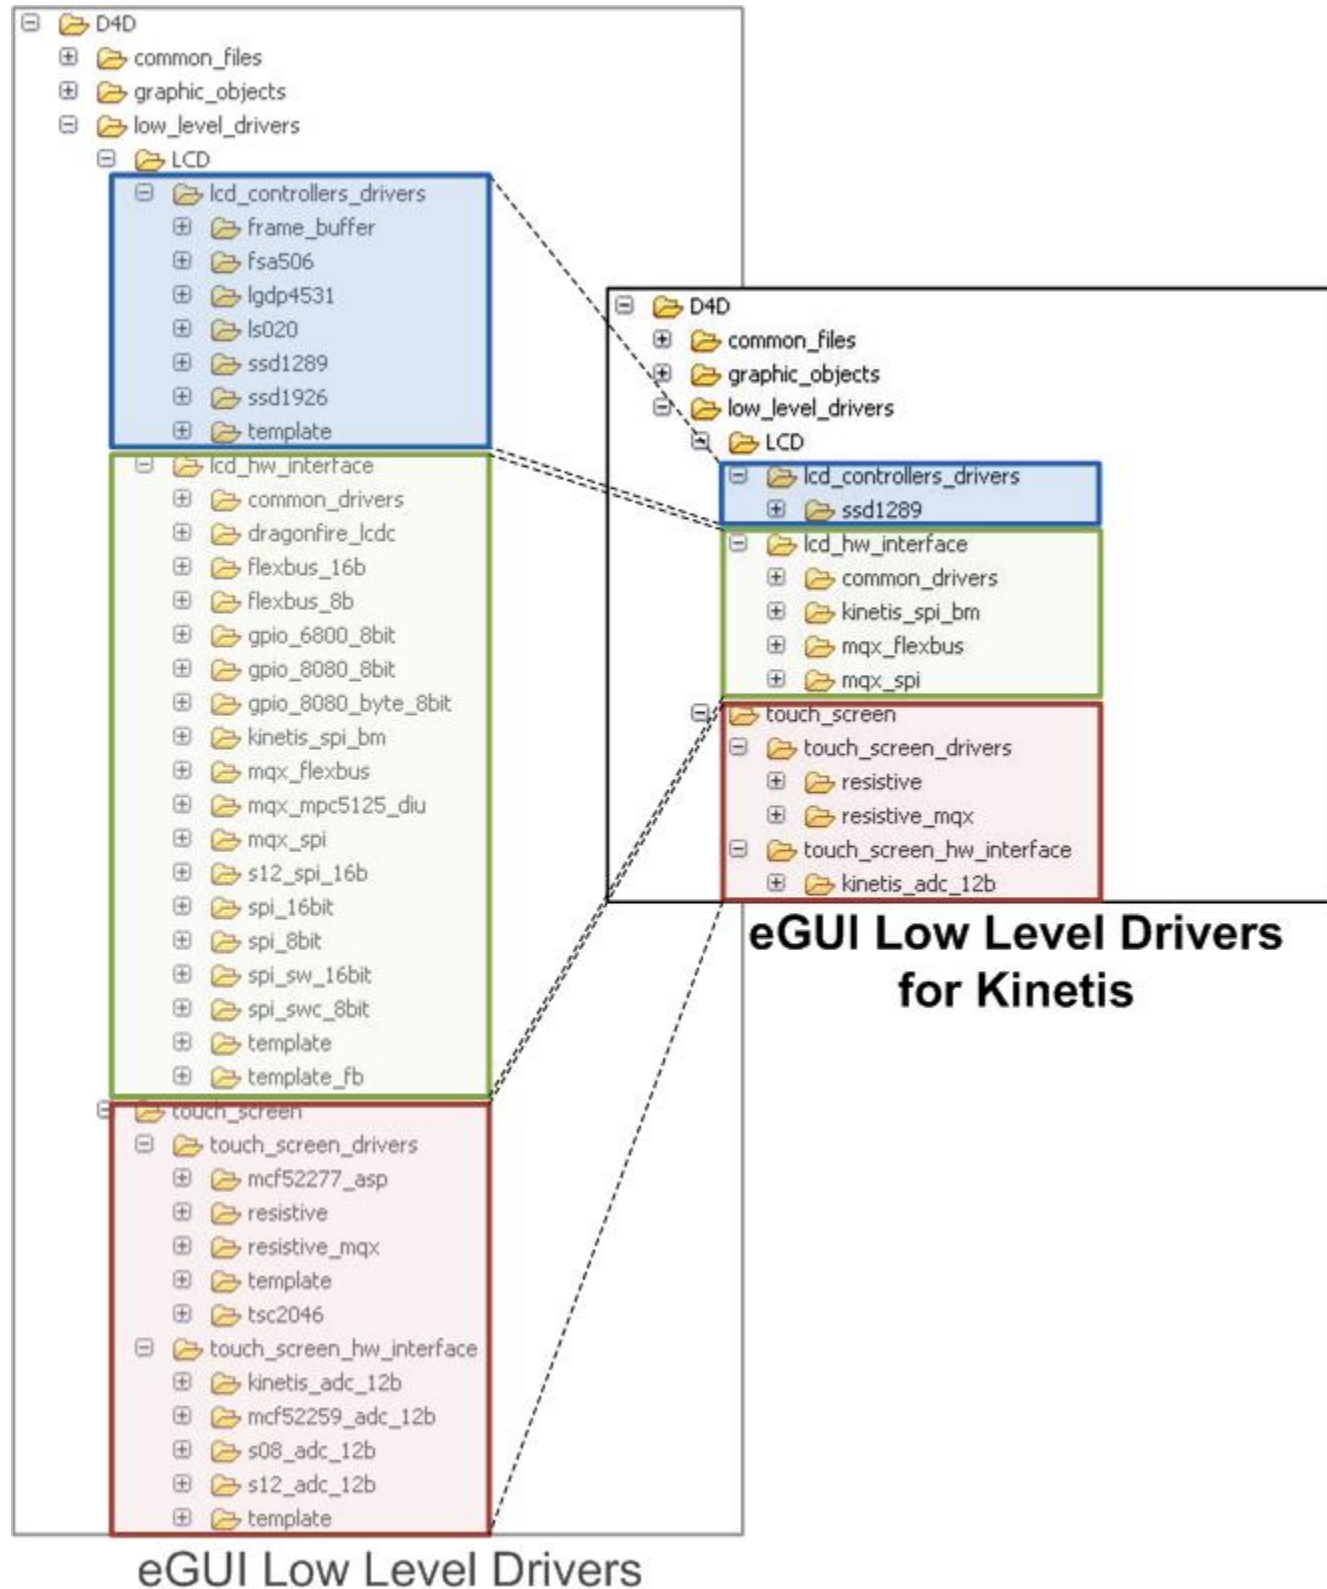 D4D
common_files
graphic_objects
low_level_drivers
LCD
lcd_controllers_drivers
frame_buffer
fsa506
lgdp4531
ls020
ssd1289
ssd1926
template
lcd_hw_interface
common_drivers
dragonfire_lcdc
flexbus_16b
flexbus_8b
gpio_6800_8bit
gpio_8080_8bit
gpio_8080_byte_8bit
kinetis_spi_bm
mqx_flexbus
mqx_mpc5125_diu
mqx_spi
s12_spi_16b
spi_16bit
spi_8bit
spi_sw_16bit
spi_swc_8bit
template
template_fb
touch_screen
touch_screen_drivers
mcf52277_asp
resistive
resistive_mqx
template
tsc2046
touch_screen_hw_interface
kinetis_adc_12b
mcf52259_adc_12b
s08_adc_12b
s12_adc_12b
template
eGUI Low Level Drivers
D4D
common_files
graphic_objects
low_level_drivers
LCD
lcd_controllers_drivers
ssd1289
lcd_hw_interface
common_drivers
kinetis_spi_bm
mqx_flexbus
mqx_spi
touch_screen
touch_screen_drivers
resistive
resistive_mqx
touch_screen_hw_interface
kinetis_adc_12b
eGUI Low Level Drivers
for Kinetis